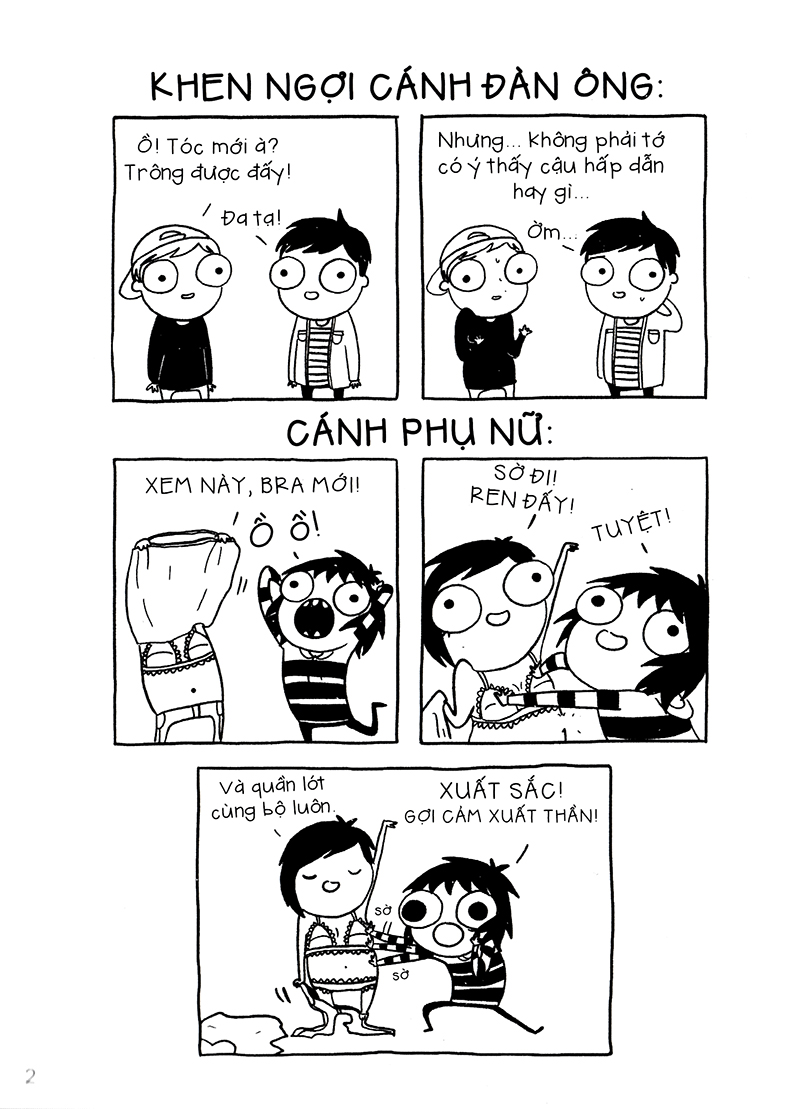 KHEN NGỢI CÁNH ĐÀN ÔNG:
Ồ! Tóc mới à?
Trông được đấy!
Đa tạ!
Nhưng... Không phải tớ
có ý thấy cậu hấp dẫn
hay gì...
Ờm...
CÁNH PHỤ NỮ:
XEM NÀY, BRA MỚI!
Ồ Ồ!
SỜ ĐI!
REN ĐẤY!
TUYỆT!
Và quần lót
cùng bộ luôn.
XUẤT SẮC!
GỢI CẢM XUẤT THẦN!
sờ
sờ
2